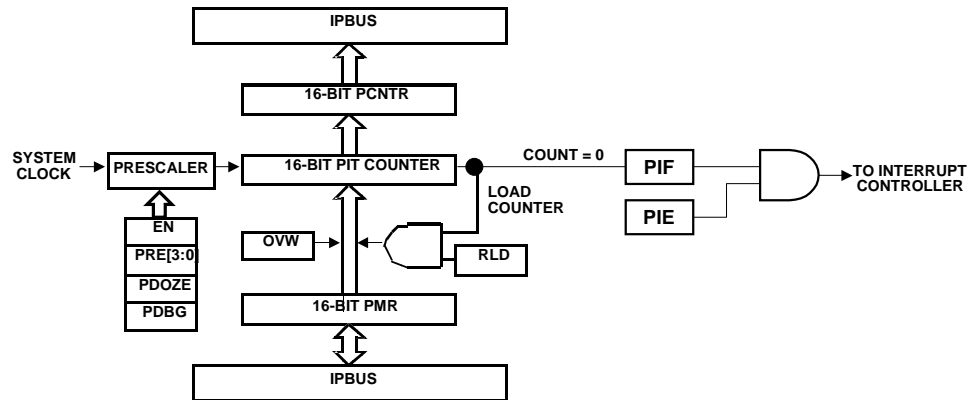 IPBUS
16-BIT PCNTR
SYSTEM
CLOCK
PRESCALER
16-BIT PIT COUNTER
COUNT = 0
PIF
TO INTERRUPT
CONTROLLER
LOAD
COUNTER
PIE
EN
PRE[3:0]
PDOZE
PDBG
OVW
RLD
16-BIT PMR
IPBUS